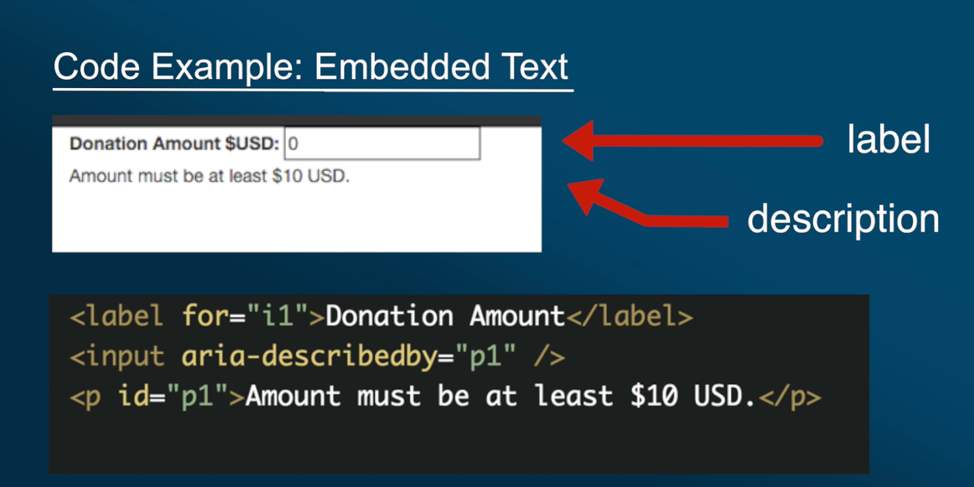 Code Example: Embedded Text
Donation Amount $USD: 0
label
Amount must be at least $10 USD.
description
<label for="i1">Donation Amount</label>
<input aria-describedby="p1" />
<p id="p1">Amount must be at least $10 USD.</p>